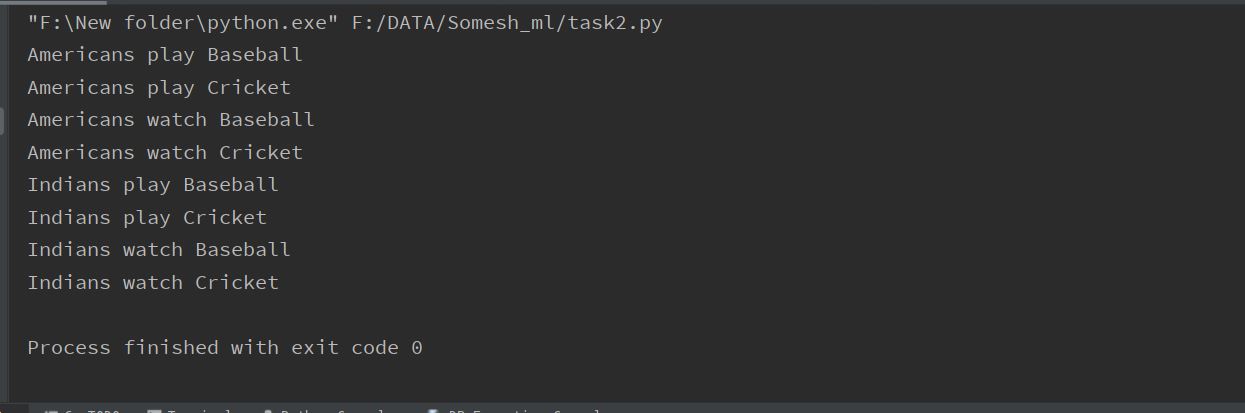 "F:\New folder\python.exe" F:/DATA/Somesh_ml/task2.py
Americans play Baseball
Americans play Cricket
Americans watch Baseball
Americans watch Cricket
Indians play Baseball
Indians play Cricket
Indians watch Baseball
Indians watch Cricket
Process finished with exit code 0